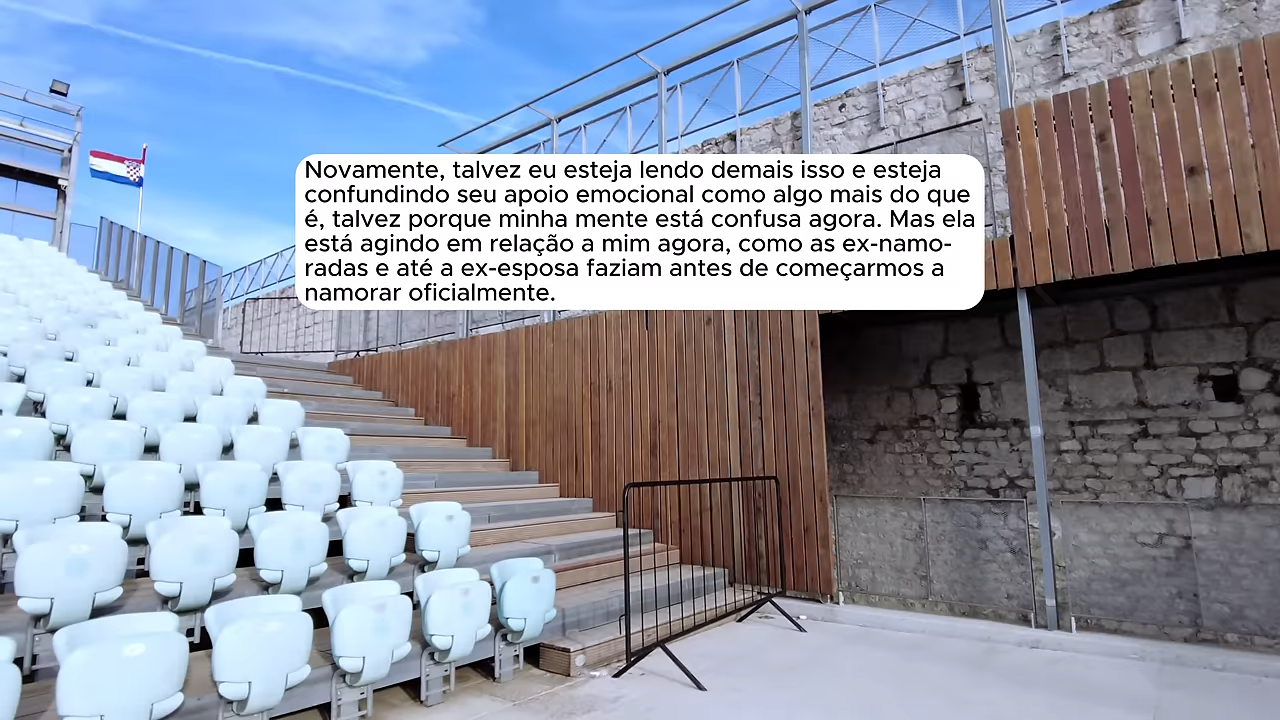 Novamente, talvez eu esteja lendo demais isso e esteja
confundindo seu apoio emocional como algo mais do que
é, talvez porque minha mente está confusa agora. Mas ela
está agindo em relação a mim agora, como as ex-namo-
radas e até a ex-esposa faziam antes de começarmos a
namorar oficialmente.